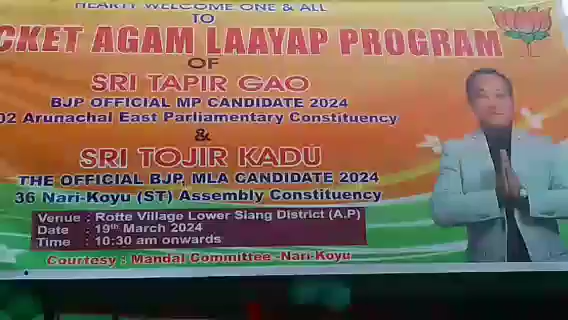 HEARTY WELCOME ONE & ALL
TO
CKET AGAM LAAYAP PROGRAM
OF
SRI TAPIR GAO
BJP OFFICIAL MP CANDIDATE 2024
02 Arunachal East Parliamentary Constituency
&
SRI TOJIR KADU
THE OFFICIAL BJP, MLA CANDIDATE 2024
36 Nari-Koyu (ST) Assembly Constituency
Venue : Rotte Village Lower Siang District (A.P)
Date : 19th March 2024
Time : 10:30 am onwards
Courtesy : Mandal Committee -Nari-Koyu